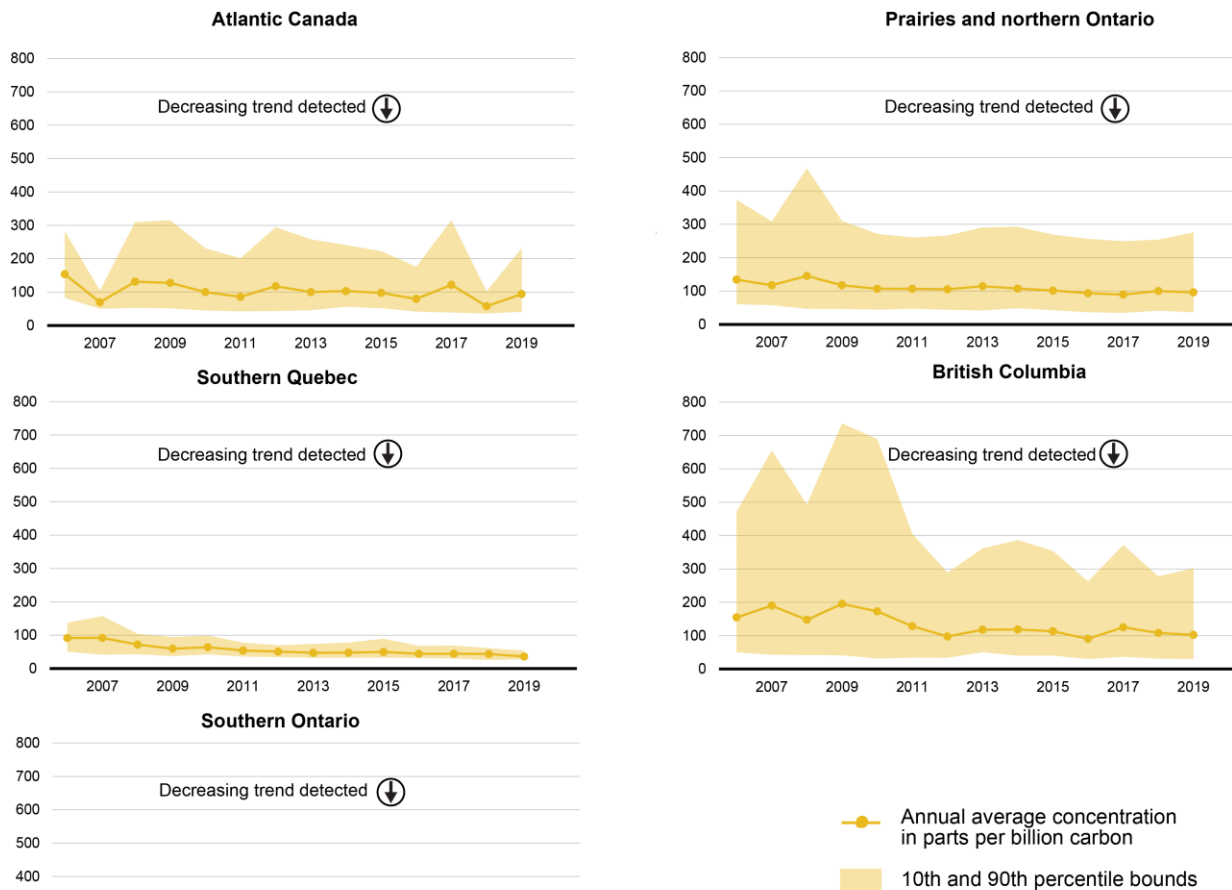 Atlantic Canada
800
700
Decreasing trend detected
600
500
400
300
200
100
0
2007 2009 2011 2013 2015 2017 2019
Prairies and northern Ontario
800
700
Decreasing trend detected
600
500
400
300
200
100
0
2007 2009 2011 2013 2015 2017 2019
Southern Quebec
800
700
Decreasing trend detected
600
500
400
300
200
100
0
2007 2009 2011 2013 2015 2017 2019
British Columbia
800
700
Decreasing trend detected
600
500
400
300
200
100
0
2007 2009 2011 2013 2015 2017 2019
Southern Ontario
800
700
Decreasing trend detected
600
500
400
Annual average concentration
in parts per billion carbon
10th and 90th percentile bounds